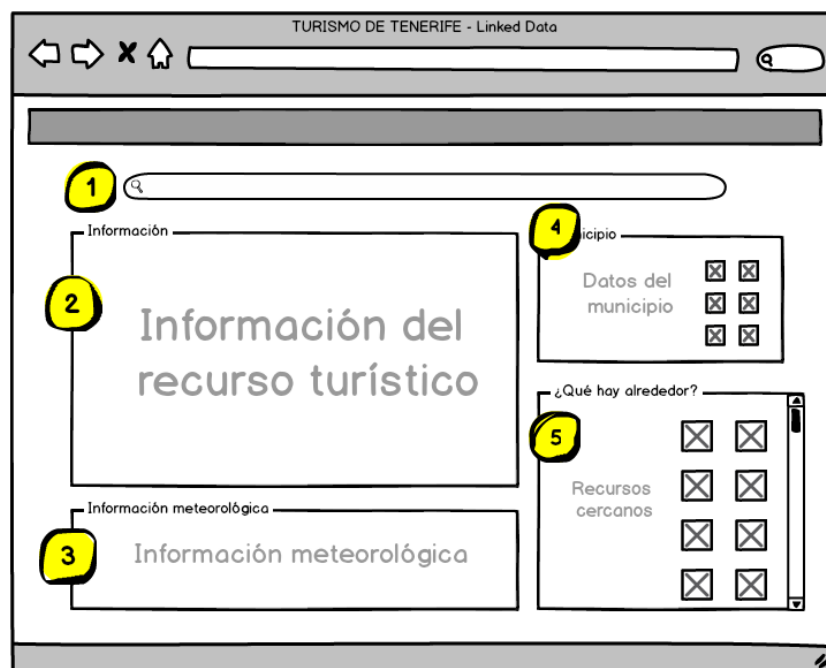 TURISMO DE TENERIFE - Linked Data
1
Información
2
Información del
recurso turístico
Información meteorológica
3
Información meteorológica
4
icipio
Datos del
municipio
¿Qué hay alrededor?
5
Recursos
cercanos